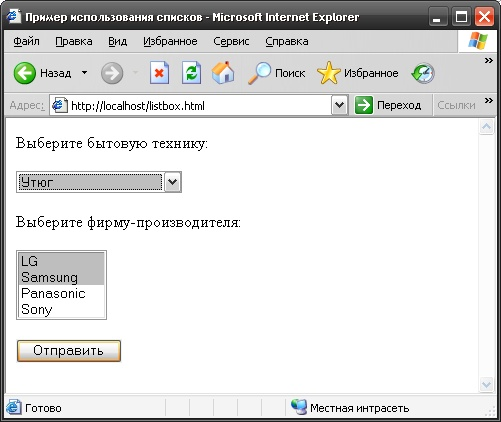 Пример использования списков - Microsoft Internet Explorer
Файл Правка Вид Избранное Сервис Справка
Назад Поиск Избранное
Адрес: http://localhost/listbox.html Переход Ссылки
Выберите бытовую технику:
Утюг
Выберите фирму-производителя:
LG
Samsung
Panasonic
Sony
Отправить
Готово Местная интрасеть